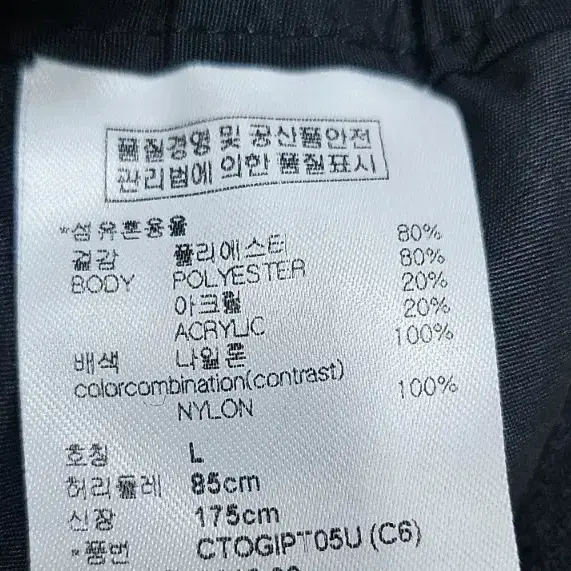 품질경영 및 공산품안전
관리법에 의한 품질표시
*섬유혼용율
겉감 폴리에스터 80%
BODY POLYESTER 80%
아크릴 20%
ACRYLIC 20%
배색 나일론 100%
colorcombination(contrast)
NYLON 100%
호칭 L
허리둘레 85cm
신장 175cm
*품번 CTOGIPT05U (C6)